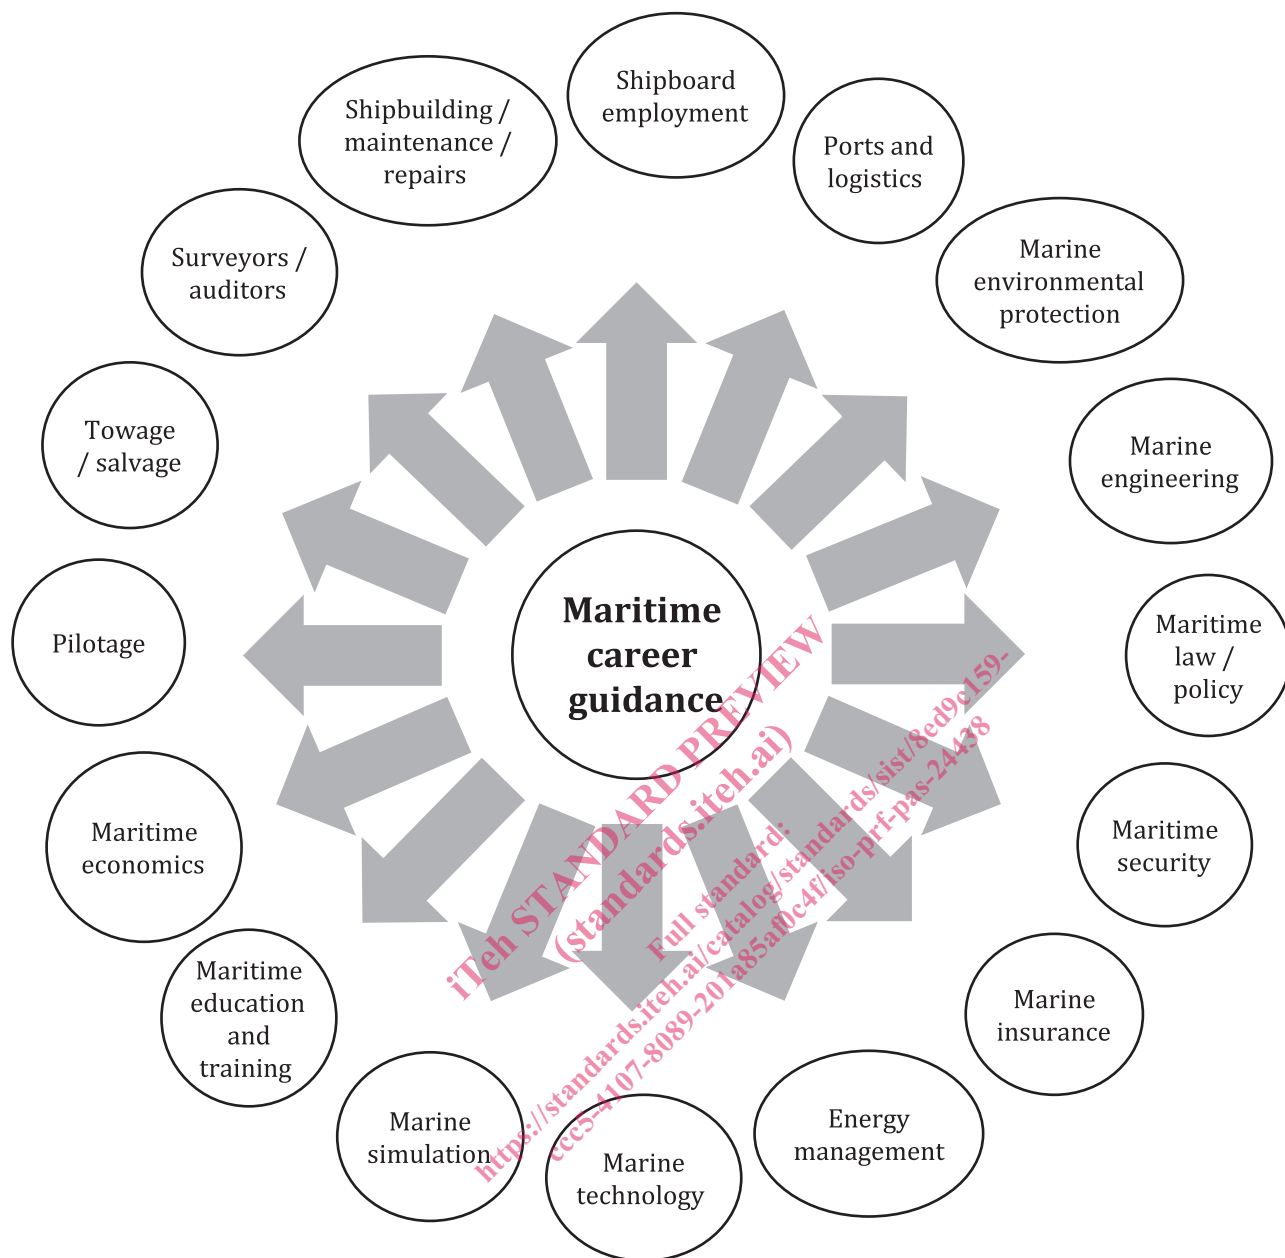 Shipboard
employment
Ports and
logistics
Marine
environmental
protection
Marine
engineering
Maritime
law /
policy
Maritime
security
Marine
insurance
Energy
management
Marine
technology
Marine
simulation
Maritime
education
and
training
Maritime
economics
Pilotage
Towage
/ salvage
Surveyors /
auditors
Shipbuilding /
maintenance /
repairs
Maritime
career
guidance
iTeh STANDARD PREVIEW
(standards.iteh.ai)
Full standard:
https://standards.iteh.ai/catalog/standards/sist/8ed9c159-
ccc5-4107-8089-201a85af0c4f/iso-prf-pas-24438